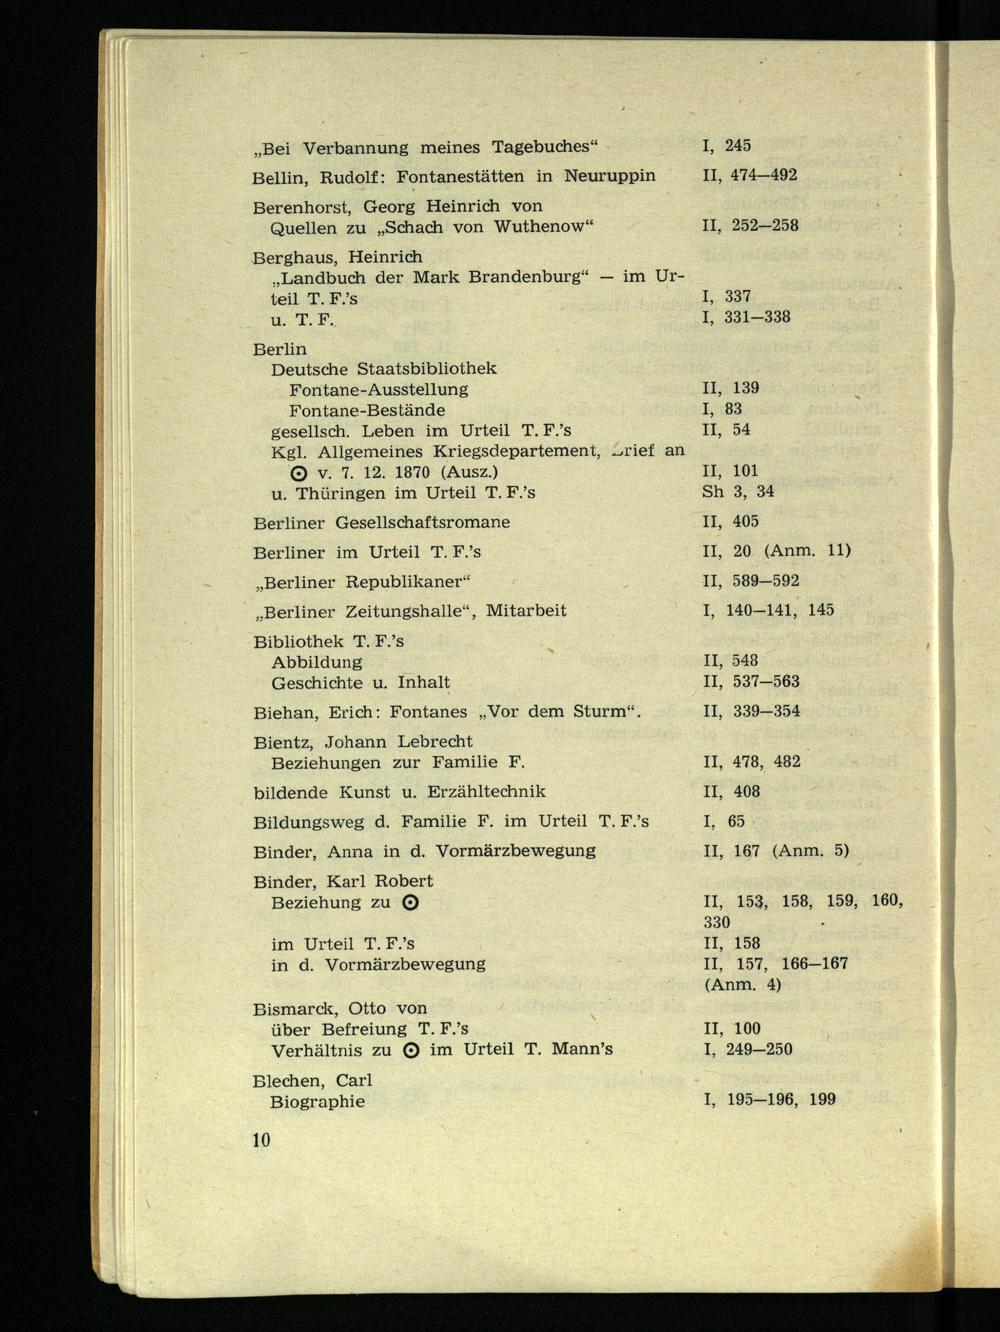 „Bei Verbannung meines Tagebuches“ I, 245
Bellin, Rudolf: Fontanestätten in Neuruppin II, 474—492
Berenhorst, Georg Heinrich von
Quellen zu „Schach von Wuthenow“ II, 252—258
Berghaus, Heinrich
„Landbuch der Mark Brandenburg“ — im Ur-
teil T. F.'s I, 337
u. T. F. I, 331—338
Berlin
Deutsche Staatsbibliothek
Fontane-Ausstellung II, 139
Fontane-Bestände I, 83
gesellsch. Leben im Urteil T. F.'s II, 54
Kgl. Allgemeines Kriegsdepartement, Brief an
⊙ v. 7. 12. 1870 (Ausz.) II, 101
u. Thüringen im Urteil T. F.'s Sh 3, 34
Berliner Gesellschaftsromane II, 405
Berliner im Urteil T. F.'s II, 20 (Anm. 11)
„Berliner Republikaner“ II, 589—592
„Berliner Zeitungshalle“, Mitarbeit I, 140—141, 145
Bibliothek T. F.'s
Abbildung II, 548
Geschichte u. Inhalt II, 537—563
Biehan, Erich: Fontanes „Vor dem Sturm“. II, 339—354
Bientz, Johann Lebrecht
Beziehungen zur Familie F. II, 478, 482
bildende Kunst u. Erzähltechnik II, 408
Bildungsweg d. Familie F. im Urteil T. F.'s I, 65
Binder, Anna in d. Vormärzbewegung II, 167 (Anm. 5)
Binder, Karl Robert
Beziehung zu ⊙ II, 153, 158, 159, 160,
330
im Urteil T. F.'s II, 158
in d. Vormärzbewegung II, 157, 166—167
(Anm. 4)
Bismarck, Otto von
über Befreiung T. F.'s II, 100
Verhältnis zu ⊙ im Urteil T. Mann's I, 249—250
Blechen, Carl
Biographie I, 195—196, 199
10